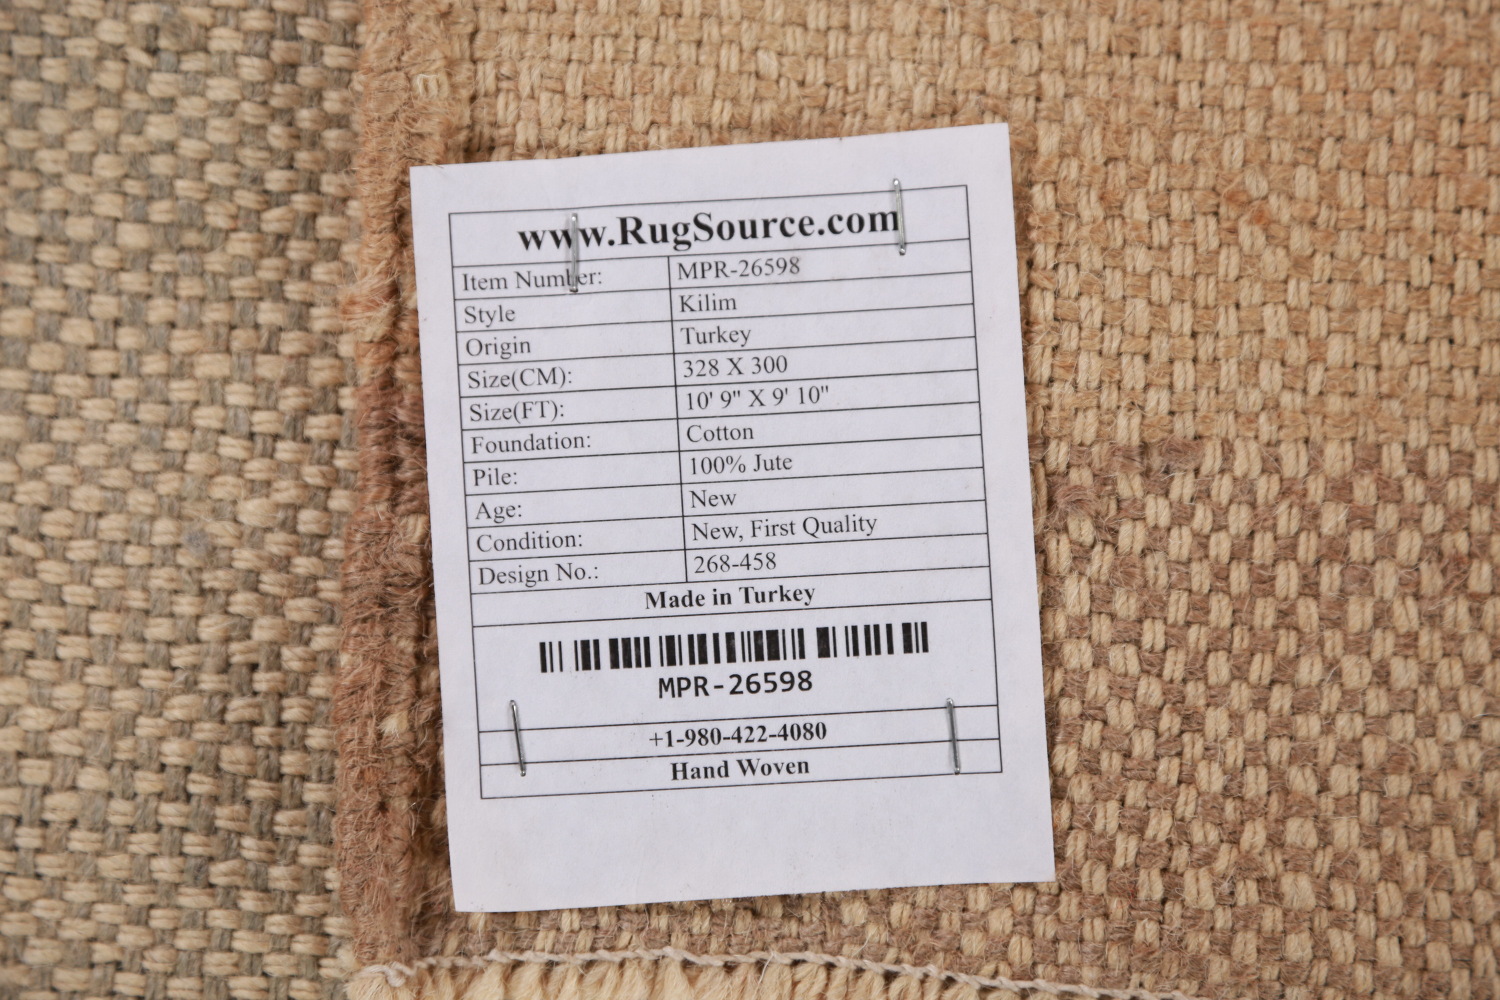 www.RugSource.com
Item Number: MPR-26598
Style Kilim
Origin Turkey
Size(CM): 328 X 300
Size(FT): 10' 9" X 9' 10"
Foundation: Cotton
Pile: 100% Jute
Age: New
Condition: New, First Quality
Design No.: 268-458
Made in Turkey
MPR-26598
+1-980-422-4080
Hand Woven